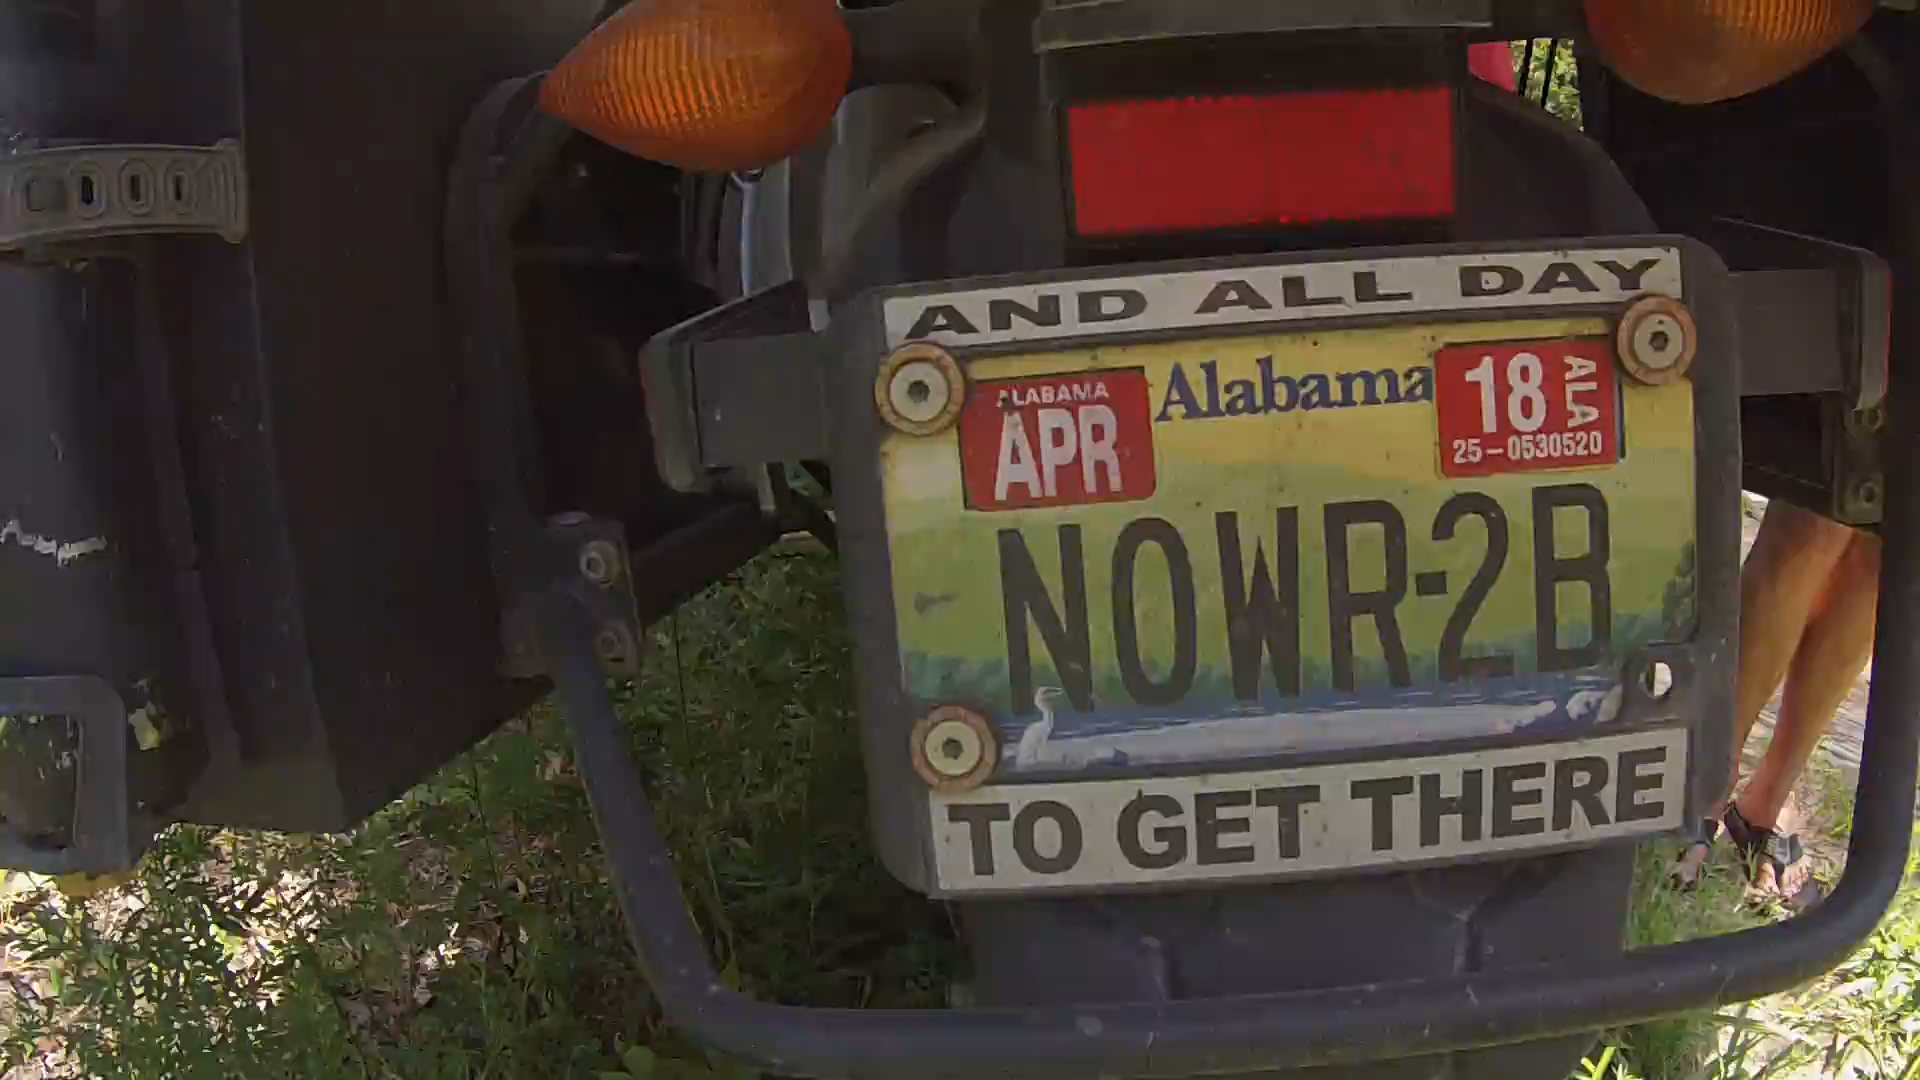 AND ALL DAY
ALABAMA
APR
Alabama
18
ALA
25-0530520
NOWR-2B
TO GET THERE